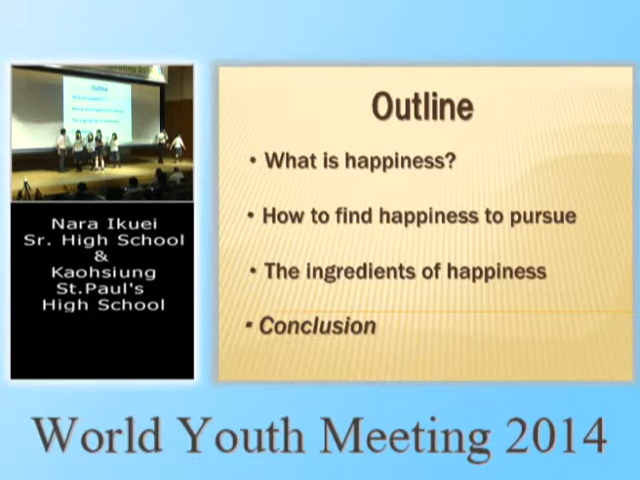 Outline
• What is happiness?
• How to find happiness to pursue
• The ingredients of happiness
▪ Conclusion
Outline
Nara Ikuei
Sr. High School
&
Kaohsiung
St.Paul's
High School
World Youth Meeting 2014